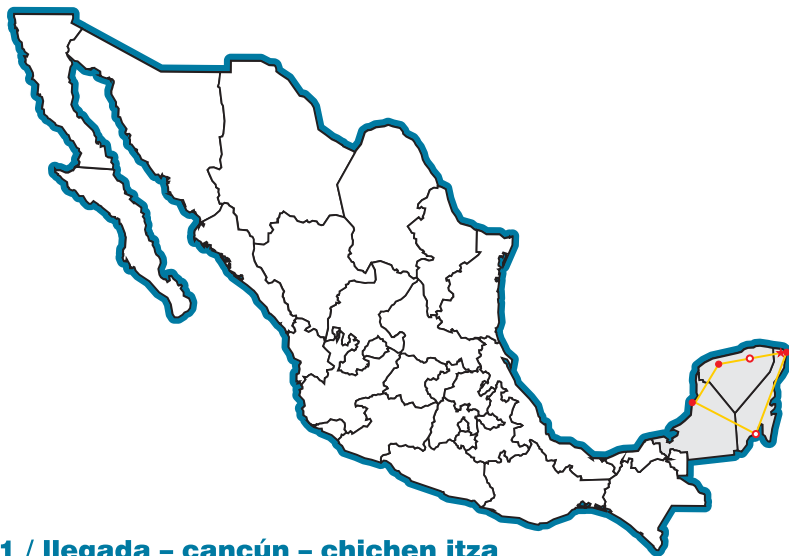 1 / llegada – cancún – chichen itza